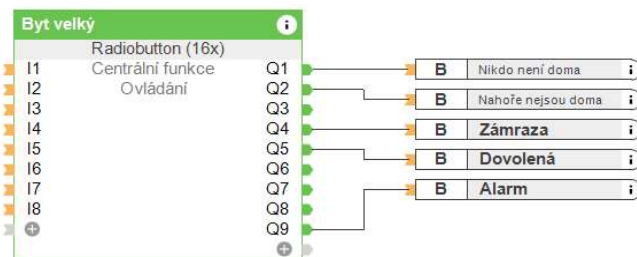 Byt velký
Radiobutton (16x)
I1 Centrální funkce Q1 B Nikdo není doma
I2 Ovládání Q2 B Nahoře nejsou doma
I3 Q3
I4 Q4 B Zámraza
I5 Q5 B Dovolená
I6 Q6
I7 Q7 B Alarm
I8 Q8
Q9